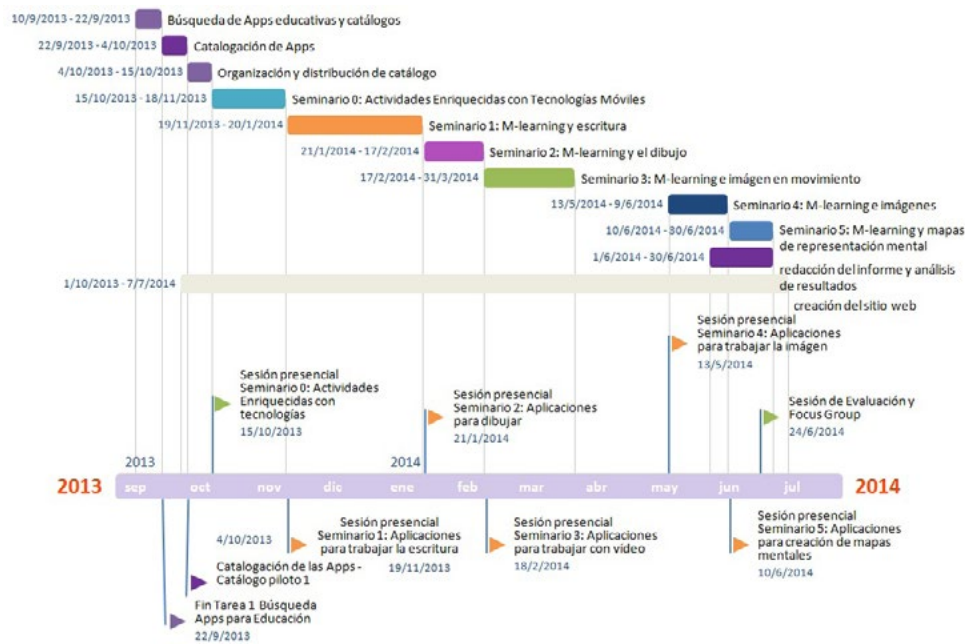 10/9/2013 - 22/9/2013
Búsqueda de Apps educativas y catálogos
22/9/2013 - 4/10/2013
Catalogación de Apps
4/10/2013 - 15/10/2013
Organización y distribución de catálogo
15/10/2013 - 18/11/2013
Seminario 0: Actividades Enriquecidas con Tecnologías Móviles
19/11/2013 - 20/1/2014
Seminario 1: M-learning y escritura
21/1/2014 - 17/2/2014
Seminario 2: M-learning y el dibujo
17/2/2014 - 31/3/2014
Seminario 3: M-learning e imágen en movimiento
13/5/2014 - 9/6/2014
Seminario 4: M-learning e imágenes
10/6/2014 - 30/6/2014
Seminario 5: M-learning y mapas
de representación mental
1/6/2014 - 30/6/2014
redacción del informe y análisis
de resultados
1/10/2013 - 7/7/2014
creación del sitio web
Sesión presencial
Seminario 4: Aplicaciones
para trabajar la imágen
13/5/2014
Sesión presencial
Seminario 0: Actividades
Enriquecidas con
tecnologías
15/10/2013
Sesión presencial
Seminario 2: Aplicaciones
para dibujar
21/1/2014
Sesión de Evaluación y
Focus Group
24/6/2014
2013
2014
2013
sep
oct
nov
dic
ene
feb
mar
abr
may
jun
jul
2014
4/10/2013
Catalogación de las Apps -
Catálogo piloto 1
Sesión presencial
Seminario 1: Aplicaciones
para trabajar la escritura
19/11/2013
Sesión presencial
Seminario 3: Aplicaciones
para trabajar con vídeo
18/2/2014
Sesión presencial
Seminario 5: Aplicaciones
para creación de mapas
mentales
10/6/2014
Fin Tarea 1 Búsqueda
Apps para Educación
22/9/2013